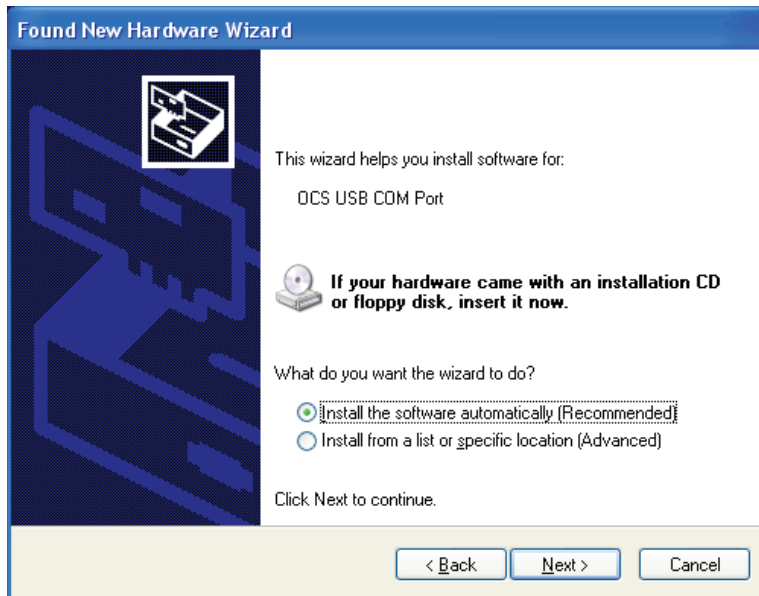 Found New Hardware Wizard
This wizard helps you install software for:
OCS USB COM Port
If your hardware came with an installation CD
or floppy disk, insert it now.
What do you want the wizard to do?
Install the software automatically (Recommended)
Install from a list or specific location (Advanced)
Click Next to continue.
< Back Next > Cancel